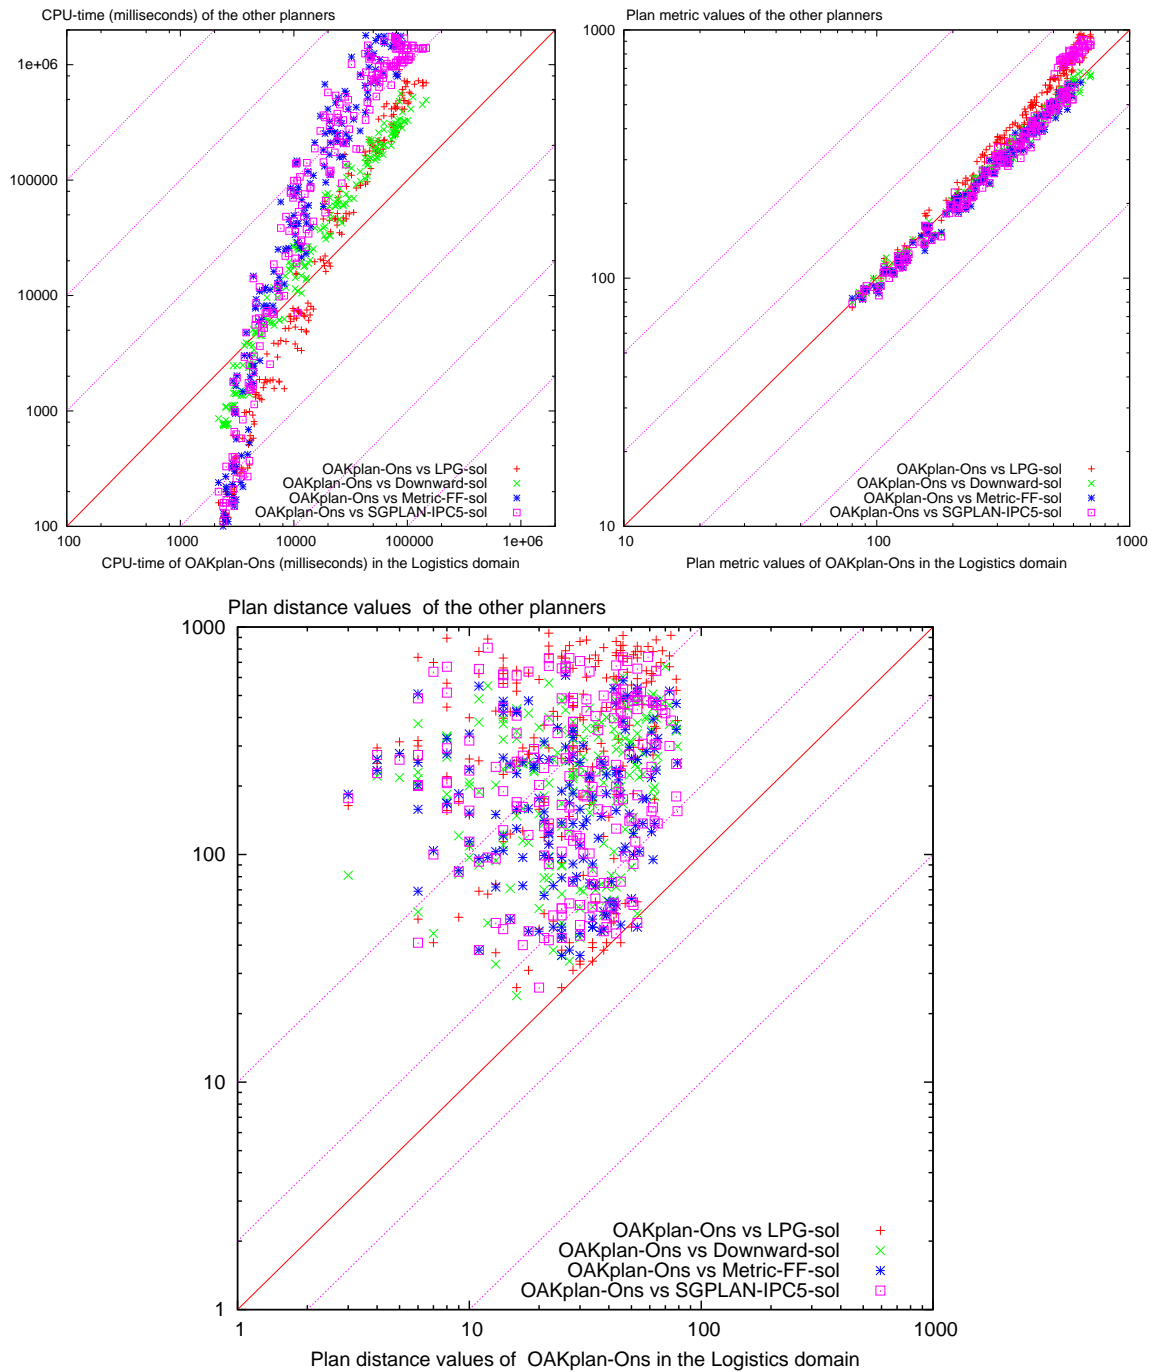 CPU-time (milliseconds) of the other planners
1e+06
100000
10000
1000
100
100
1000
10000
100000
1e+06
OAKplan-Ons vs LPG-sol
OAKplan-Ons vs Downward-sol
OAKplan-Ons vs Metric-FF-sol
OAKplan-Ons vs SGPLAN-IPC5-sol
CPU-time of OAKplan-Ons (milliseconds) in the Logistics domain
Plan metric values of the other planners
1000
100
10
10
100
1000
OAKplan-Ons vs LPG-sol
OAKplan-Ons vs Downward-sol
OAKplan-Ons vs Metric-FF-sol
OAKplan-Ons vs SGPLAN-IPC5-sol
Plan metric values of OAKplan-Ons in the Logistics domain
Plan distance values of the other planners
1000
100
10
1
1
10
100
1000
OAKplan-Ons vs LPG-sol
OAKplan-Ons vs Downward-sol
OAKplan-Ons vs Metric-FF-sol
OAKplan-Ons vs SGPLAN-IPC5-sol
Plan distance values of OAKplan-Ons in the Logistics domain